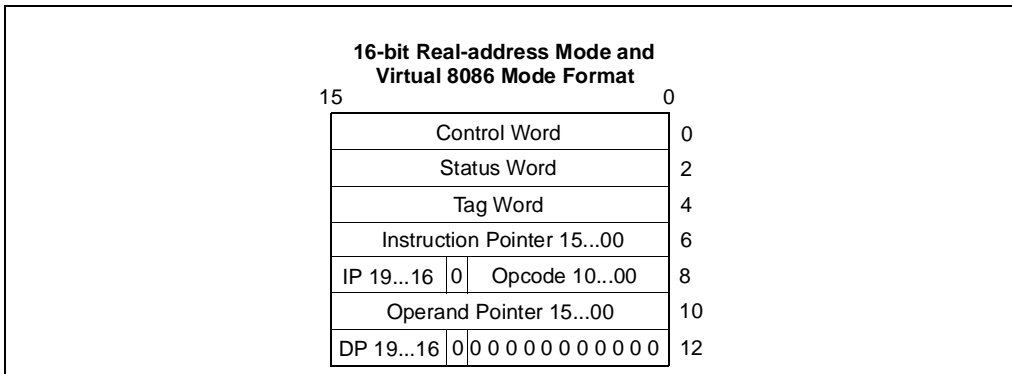 16-bit Real-address Mode and
Virtual 8086 Mode Format
15 0
Control Word 0
Status Word 2
Tag Word 4
Instruction Pointer 15...00 6
IP 19...16 0 Opcode 10...00 8
Operand Pointer 15...00 10
DP 19...16 0 0 0 0 0 0 0 0 0 0 0 0 12